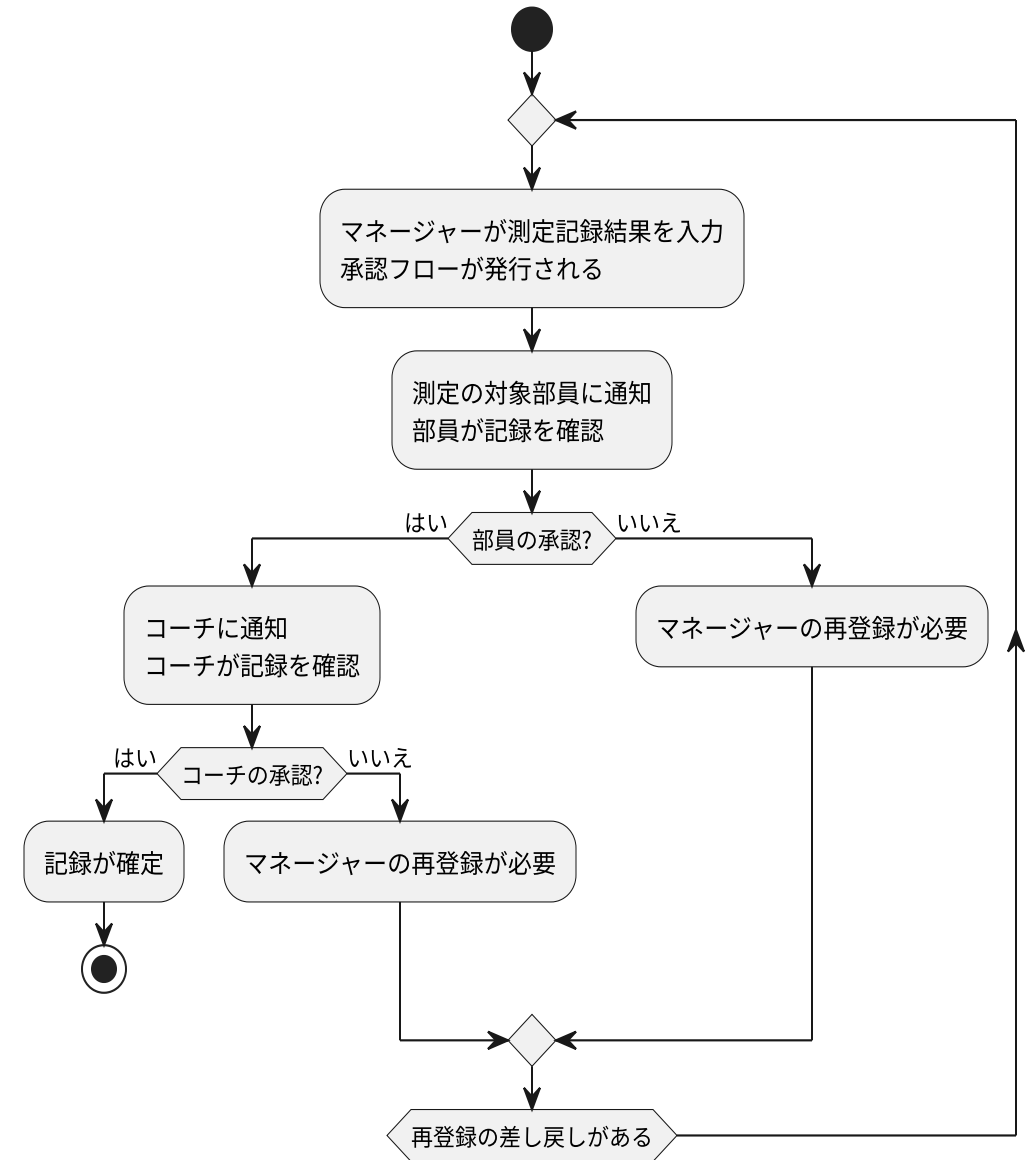 マネージャーが測定記録結果を入力
承認フローが発行される
測定の対象部員に通知
部員が記録を確認
はい
部員の承認?
いいえ
コーチに通知
コーチが記録を確認
マネージャーの再登録が必要
はい
コーチの承認?
いいえ
記録が確定
マネージャーの再登録が必要
再登録の差し戻しがある